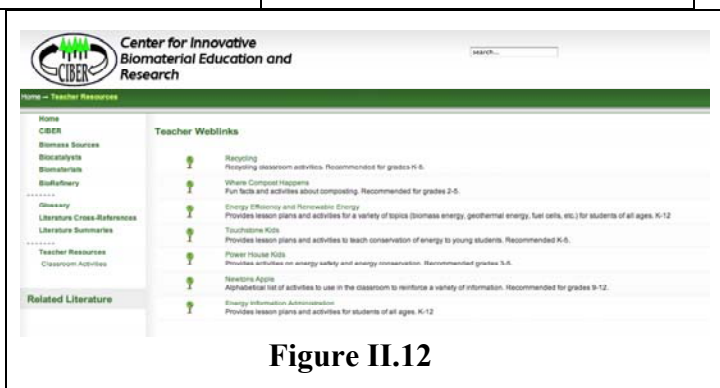 CIBER
Center for Innovative
Biomaterial Education and
Research
search...
Home → Teacher Resources
Home
CIBER
Biomass Sources
Biocatalysts
Biomaterials
BioRefinery
-------
Glossary
Literature Cross-References
Literature Summaries
-------
Teacher Resources
Classroom Activities
Related Literature
Teacher Weblinks
Recycling
Recycling classroom activities. Recommended for grades K-6.
Where Compost Happens
Fun facts and activities about composting. Recommended for grades 2-5.
Energy Efficiency and Renewable Energy
Provides lesson plans and activities for a variety of topics (biomass energy, geothermal energy, fuel cells, etc.) for students of all ages. K-12
Touchstone Kids
Provides lesson plans and activities to teach conservation of energy to young students. Recommended K-5.
Power House Kids
Provides activities on energy safety and energy conservation. Recommended grades 3-8.
Newtons Apple
Alphabetical list of activities to use in the classroom to reinforce a variety of information. Recommended for grades 9-12.
Energy Information Administration
Provides lesson plans and activities for students of all ages. K-12
Figure II.12